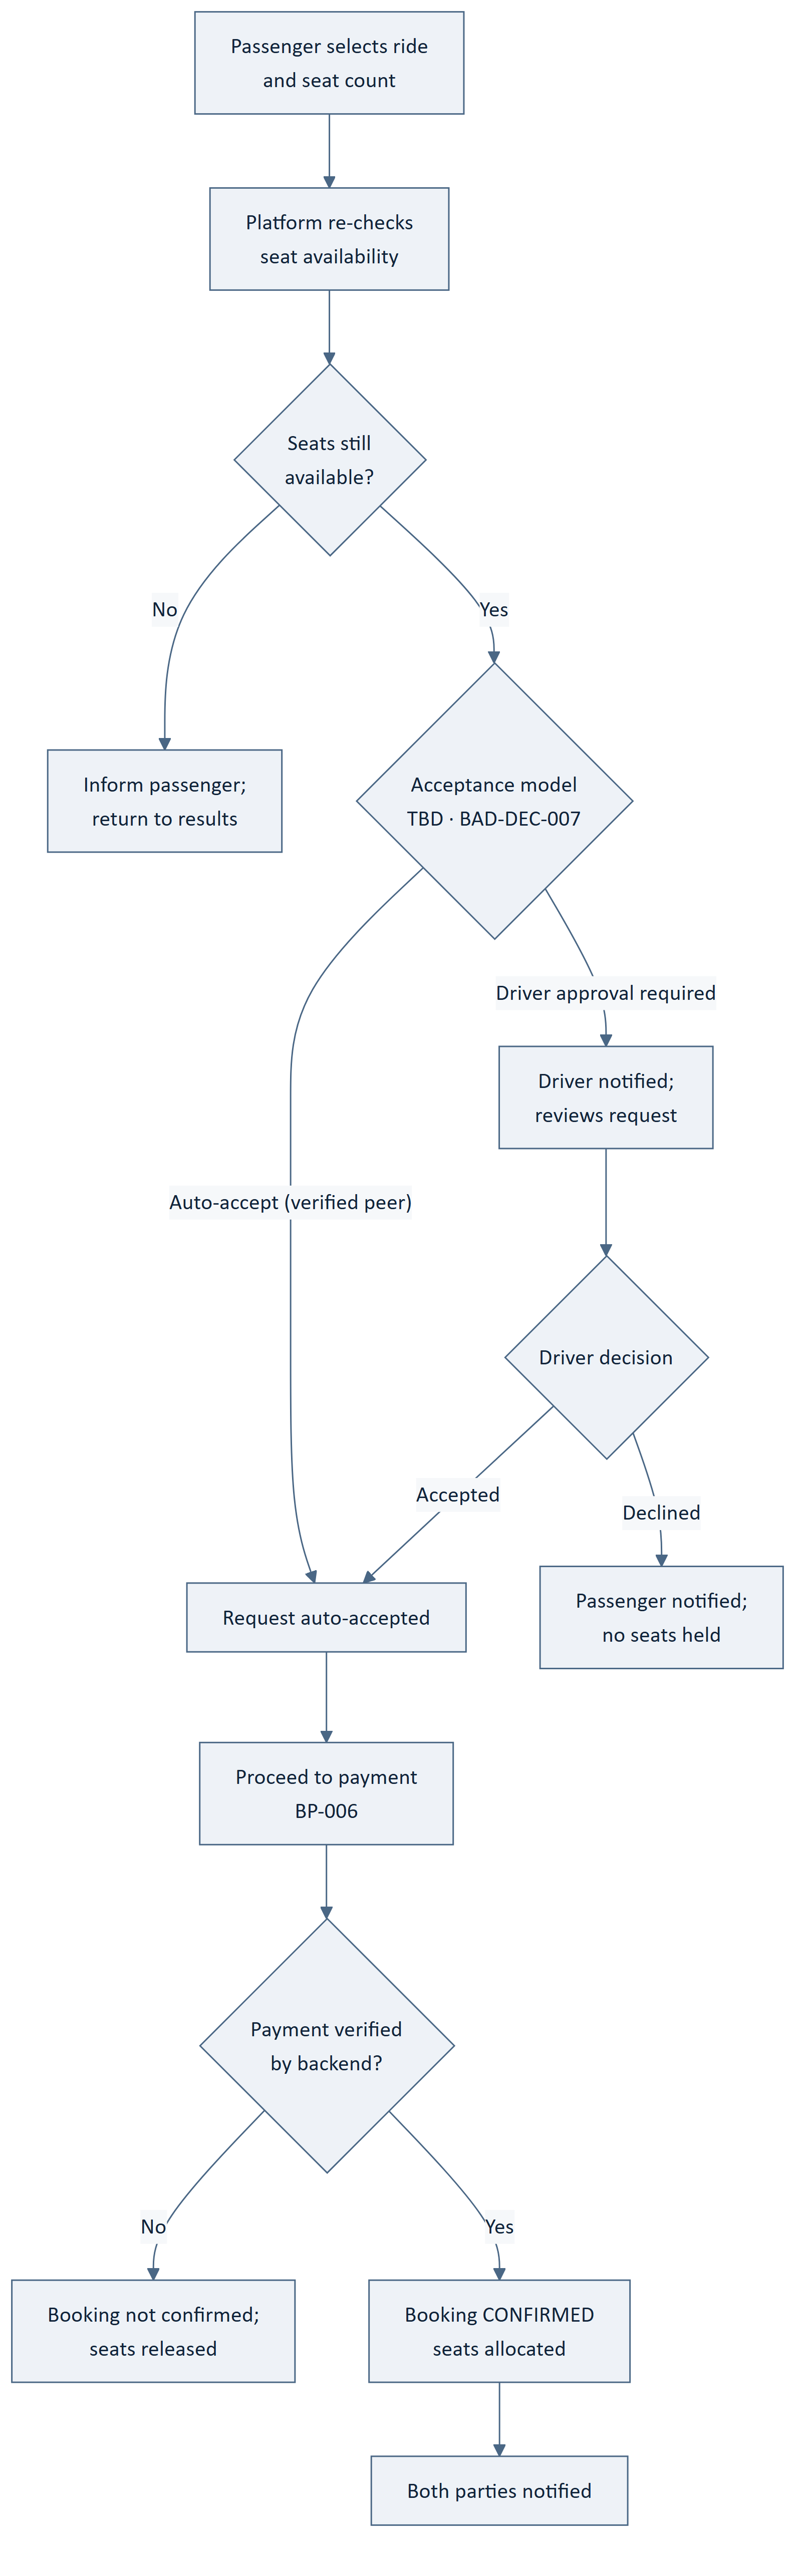 Passenger selects ride
and seat count
Platform re-checks
seat availability
Seats still
available?
No
Yes
Inform passenger;
return to results
Acceptance model
TBD · BAD-DEC-007
Driver approval required
Driver notified;
reviews request
Auto-accept (verified peer)
Driver decision
Accepted
Declined
Request auto-accepted
Passenger notified;
no seats held
Proceed to payment
BP-006
Payment verified
by backend?
No
Yes
Booking not confirmed;
seats released
Booking CONFIRMED
seats allocated
Both parties notified